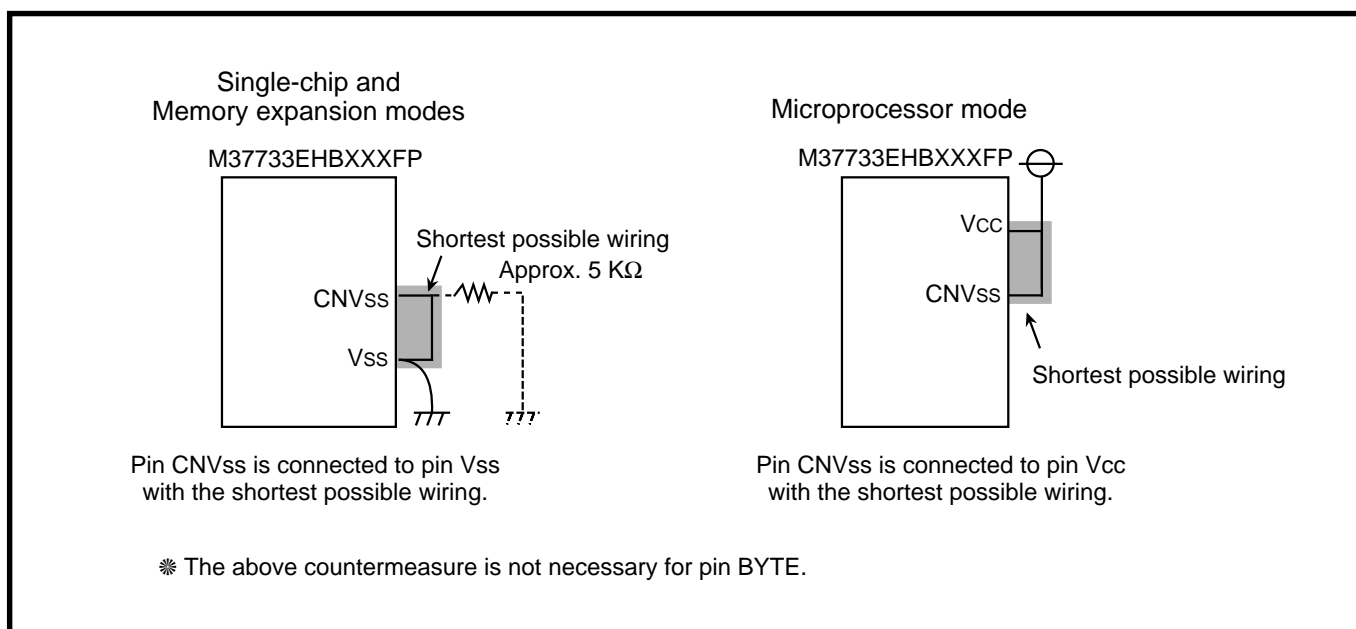 Single-chip and
Memory expansion modes
M37733EHBXXXFP
Shortest possible wiring
Approx. 5 KΩ
CNVSS
VSS
Pin CNVss is connected to pin Vss
with the shortest possible wiring.
Microprocessor mode
M37733EHBXXXFP
VCC
CNVSS
Shortest possible wiring
Pin CNVss is connected to pin Vcc
with the shortest possible wiring.
❋ The above countermeasure is not necessary for pin BYTE.